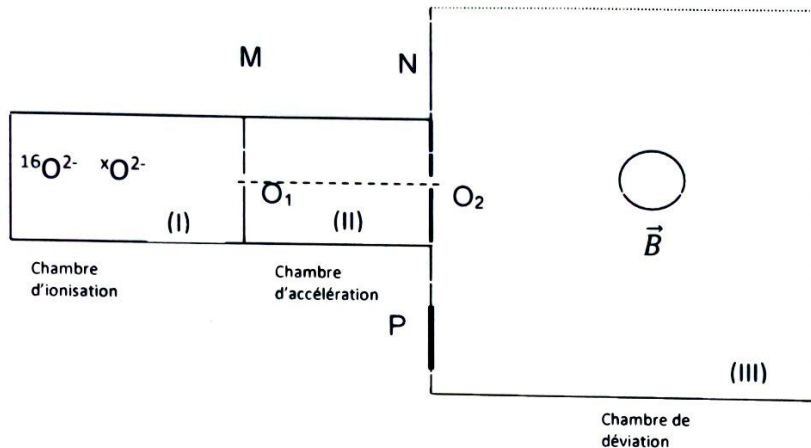 M
N
¹⁶O²⁻ ˣO²⁻
O₁
O₂
(I)
(II)
B⃗
Chambre
d'ionisation
Chambre
d'accélération
P
(III)
Chambre de
déviation